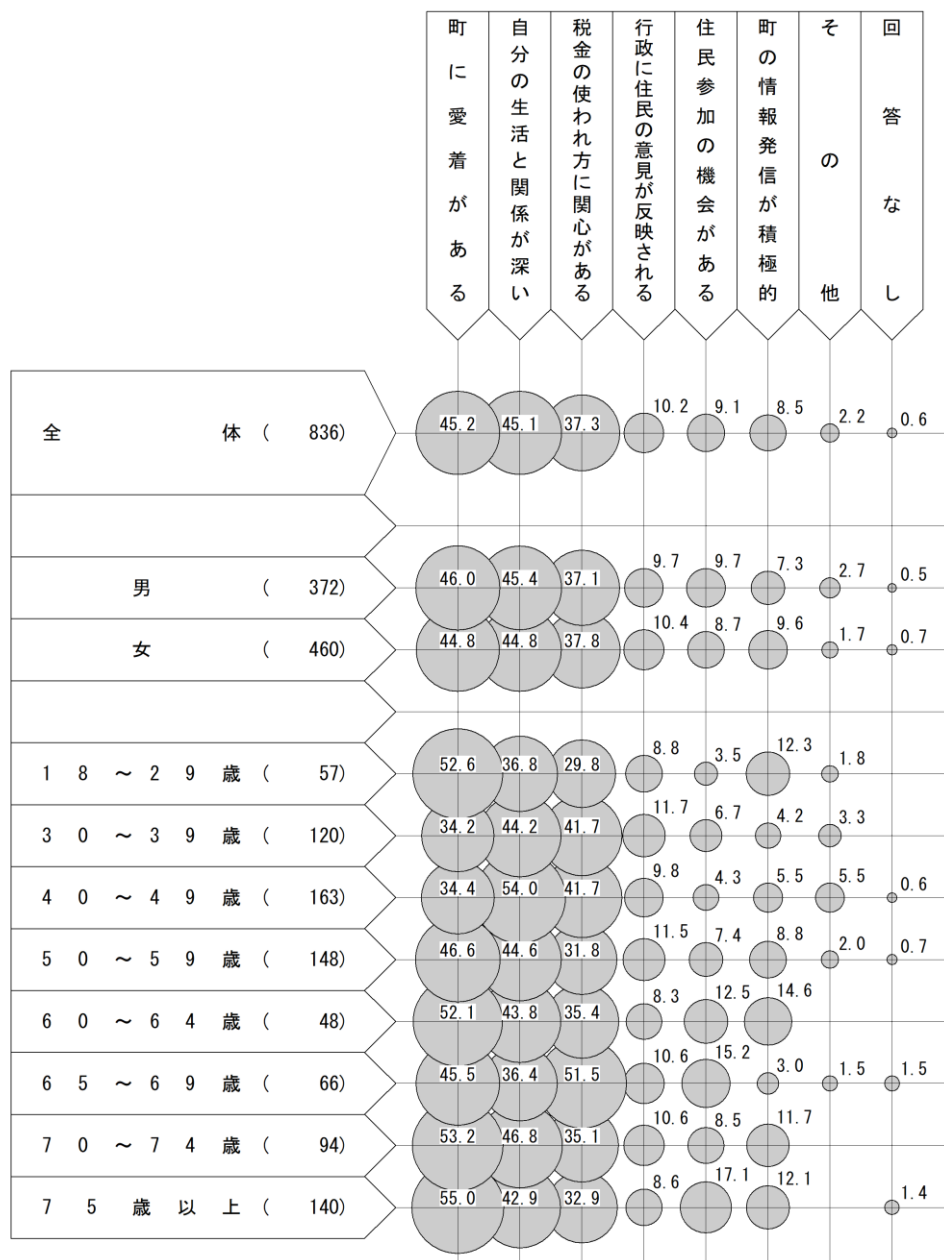 町に愛着がある
自分の生活と関係が深い
税金の使われ方に関心がある
行政に住民の意見が反映される
住民参加の機会がある
町の情報発信が積極的
その他
回答なし
全体(836) 45.2 45.1 37.3 10.2 9.1 8.5 2.2 0.6
男(372) 46.0 45.4 37.1 9.7 9.7 7.3 2.7 0.5
女(460) 44.8 44.8 37.8 10.4 8.7 9.6 1.7 0.7
18～29歳(57) 52.6 36.8 29.8 8.8 3.5 12.3 1.8
30～39歳(120) 34.2 44.2 41.7 11.7 6.7 4.2 3.3
40～49歳(163) 34.4 54.0 41.7 9.8 4.3 5.5 5.5 0.6
50～59歳(148) 46.6 44.6 31.8 11.5 7.4 8.8 2.0 0.7
60～64歳(48) 52.1 43.8 35.4 8.3 12.5 14.6
65～69歳(66) 45.5 36.4 51.5 10.6 15.2 3.0 1.5 1.5
70～74歳(94) 53.2 46.8 35.1 10.6 8.5 11.7
75歳以上(140) 55.0 42.9 32.9 8.6 17.1 12.1 1.4